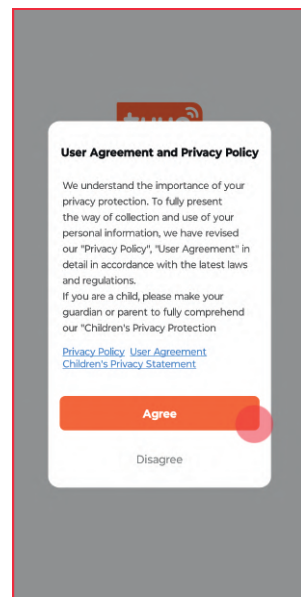 User Agreement and Privacy Policy
We understand the importance of your
privacy protection. To fully present
the way of collection and use of your
personal information, we have revised
our "Privacy Policy", "User Agreement" in
detail in accordance with the latest laws
and regulations.
If you are a child, please make your
guardian or parent to fully comprehend
our "Children's Privacy Protection
Privacy Policy User Agreement
Children's Privacy Statement
Agree
Disagree